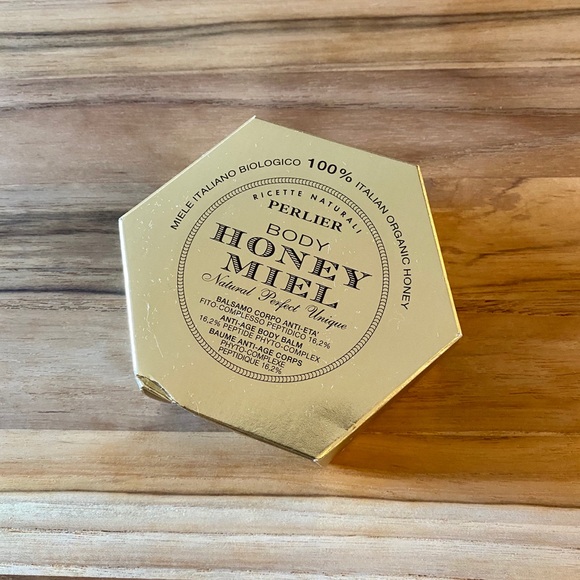 MIELE ITALIANO BIOLOGICO 100% ITALIAN ORGANIC HONEY
RICETTE NATURALI
PERLIER
BODY
HONEY
MIEL
Natural Perfect Unique
BALSAMO CORPO ANTI-ETA'
FITO-COMPLESSO PEPTIDICO 16,2%
ANTI-AGE BODY BALM
16,2% PEPTIDE PHYTO-COMPLEX
BAUME ANTI-AGE CORPS
PHYTO-COMPLEXE
PEPTIDIQUE 16,2%